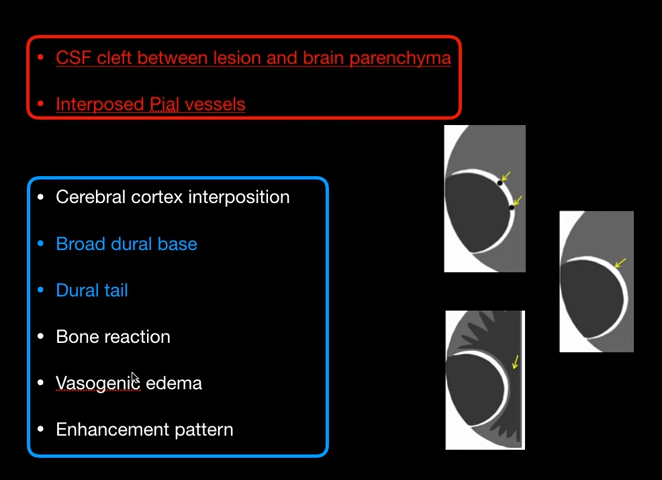 CSF cleft between lesion and brain parenchyma
Interposed Pial vessels
Cerebral cortex interposition
Broad dural base
Dural tail
Bone reaction
Vasogenic edema
Enhancement pattern